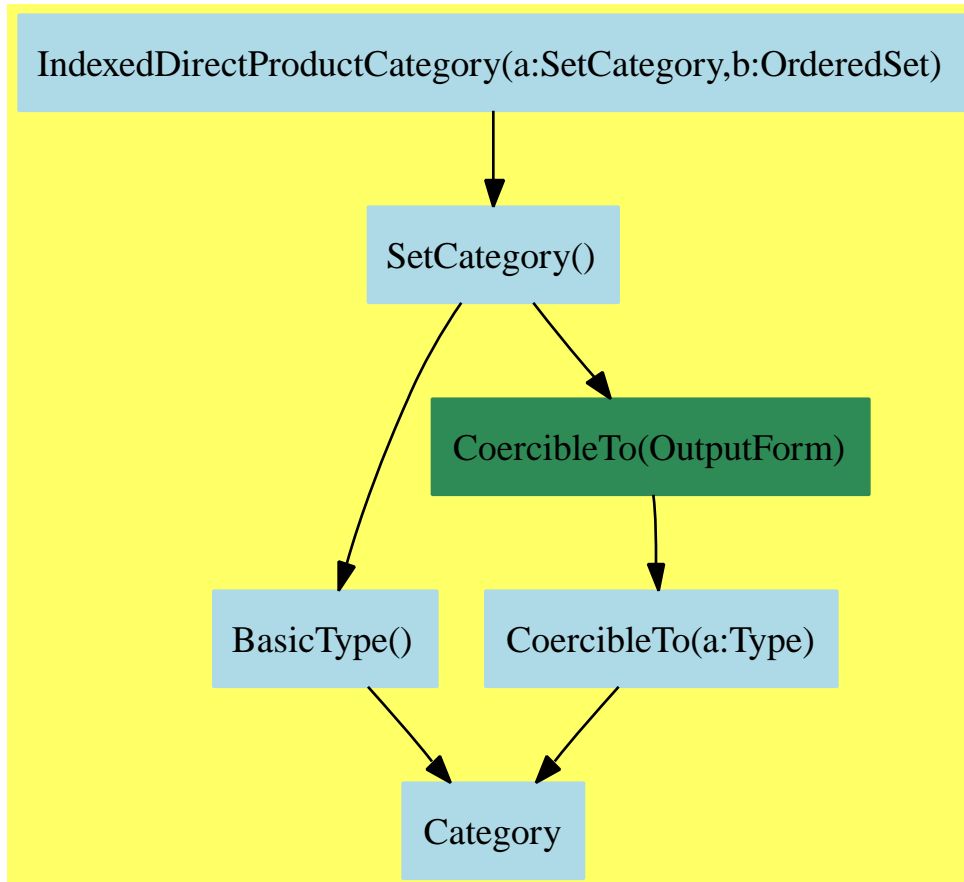 IndexedDirectProductCategory(a:SetCategory,b:OrderedSet)
SetCategory()
CoercibleTo(OutputForm)
BasicType()
CoercibleTo(a:Type)
Category